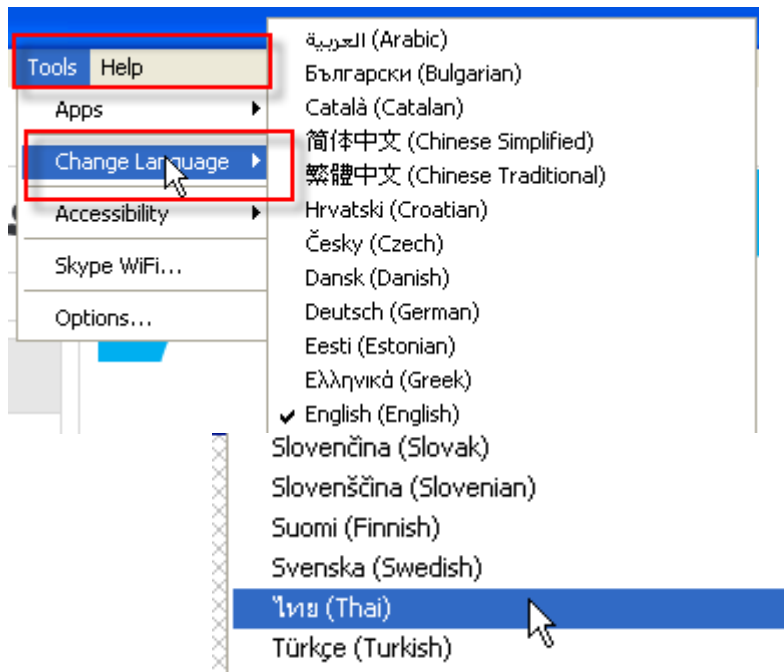 Tools Help
Apps
Change Language
Accessibility
Skype WiFi...
Options...
العربية (Arabic)
Български (Bulgarian)
Català (Catalan)
简体中文 (Chinese Simplified)
繁體中文 (Chinese Traditional)
Hrvatski (Croatian)
Česky (Czech)
Dansk (Danish)
Deutsch (German)
Eesti (Estonian)
Ελληνικά (Greek)
English (English)
Slovenčina (Slovak)
Slovenščina (Slovenian)
Suomi (Finnish)
Svenska (Swedish)
ไทย (Thai)
Türkçe (Turkish)